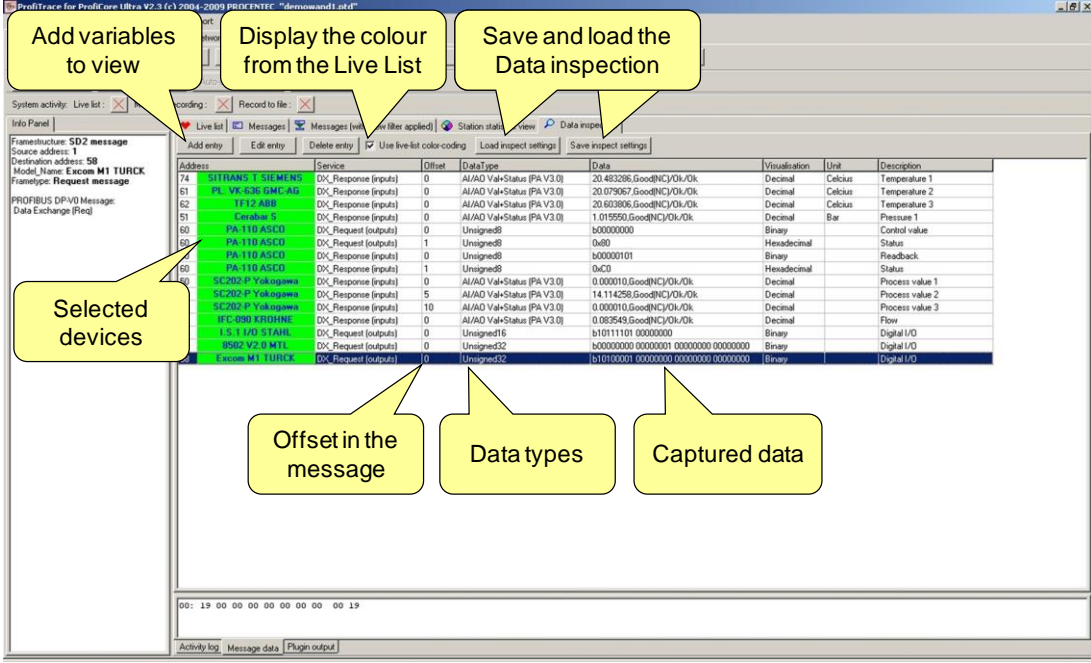 ProfiTrace for ProfiCore Ultra V2.3 (c) 2004-2009 PROCENTEC "demowand1.ptd"
Add variables
to view
Display the colour
from the Live List
Save and load the
Data inspection
System activity: Live list :
Record to file :
Info Panel
Live list
Messages
Station
view
Add entry
Edit entry
Delete entry
Use live-list color-coding
Load inspect settings
Save inspect settings
Framestructure: SD2 message
Source address: 1
Destination address: 58
Model_Name: Excom M1 TURCK
Frametype: Request message
PROFIBUS DP-V0 Message:
Data Exchange (Req)
Address Service Offset DataType Data Visualisation Unit Description
74 SITRANS T SIEMENS DX_Response (inputs) 0 AI/AO Val+Status (PA V3.0) 20.483286,Good(NC)/Ok/Ok Decimal Celcius Temperature 1
61 PL. VK-636 GMC-AG DX_Response (inputs) 0 AI/AO Val+Status (PA V3.0) 20.079067,Good(NC)/Ok/Ok Decimal Celcius Temperature 2
62 TF12 ABB DX_Response (inputs) 0 AI/AO Val+Status (PA V3.0) 20.603806,Good(NC)/Ok/Ok Decimal Celcius Temperature 3
51 Cerabar S DX_Response (inputs) 0 AI/AO Val+Status (PA V3.0) 1.015550,Good(NC)/Ok/Ok Decimal Bar Pressure 1
60 PA-110 ASCO DX_Request (outputs) 0 Unsigned8 b00000000 Binary Control value
60 PA-110 ASCO DX_Request (outputs) 1 Unsigned8 0x80 Hexadecimal Status
PA-110 ASCO DX_Response (inputs) 0 Unsigned8 b00000101 Binary Readback
60 PA-110 ASCO DX_Response (inputs) 1 Unsigned8 0xC0 Hexadecimal Status
SC202-P Yokogawa DX_Response (inputs) 0 AI/AO Val+Status (PA V3.0) 0.000010,Good(NC)/Ok/Ok Decimal Process value 1
SC202-P Yokogawa DX_Response (inputs) 5 AI/AO Val+Status (PA V3.0) 14.114258,Good(NC)/Ok/Ok Decimal Process value 2
SC202-P Yokogawa DX_Response (inputs) 10 AI/AO Val+Status (PA V3.0) 0.000010,Good(NC)/Ok/Ok Decimal Process value 3
IFC-090 KROHNE DX_Response (inputs) 0 AI/AO Val+Status (PA V3.0) 0.083549,Good(NC)/Ok/Ok Decimal Flow
I.S.1 I/O STAHL DX_Request (outputs) 0 Unsigned16 b10111101 00000000 Binary Digital I/O
8502 V2.0 MTL DX_Request (outputs) 0 Unsigned32 b00000000 00000001 00000000 00000000 Binary Digital I/O
Excom M1 TURCK DX_Request (outputs) 0 Unsigned32 b10100001 00000000 00000000 00000000 Binary Digital I/O
Selected
devices
Offset in the
message
Data types
Captured data
00: 19 00 00 00 00 00 00 00 00 19
Activity log
Message data
Plugin output